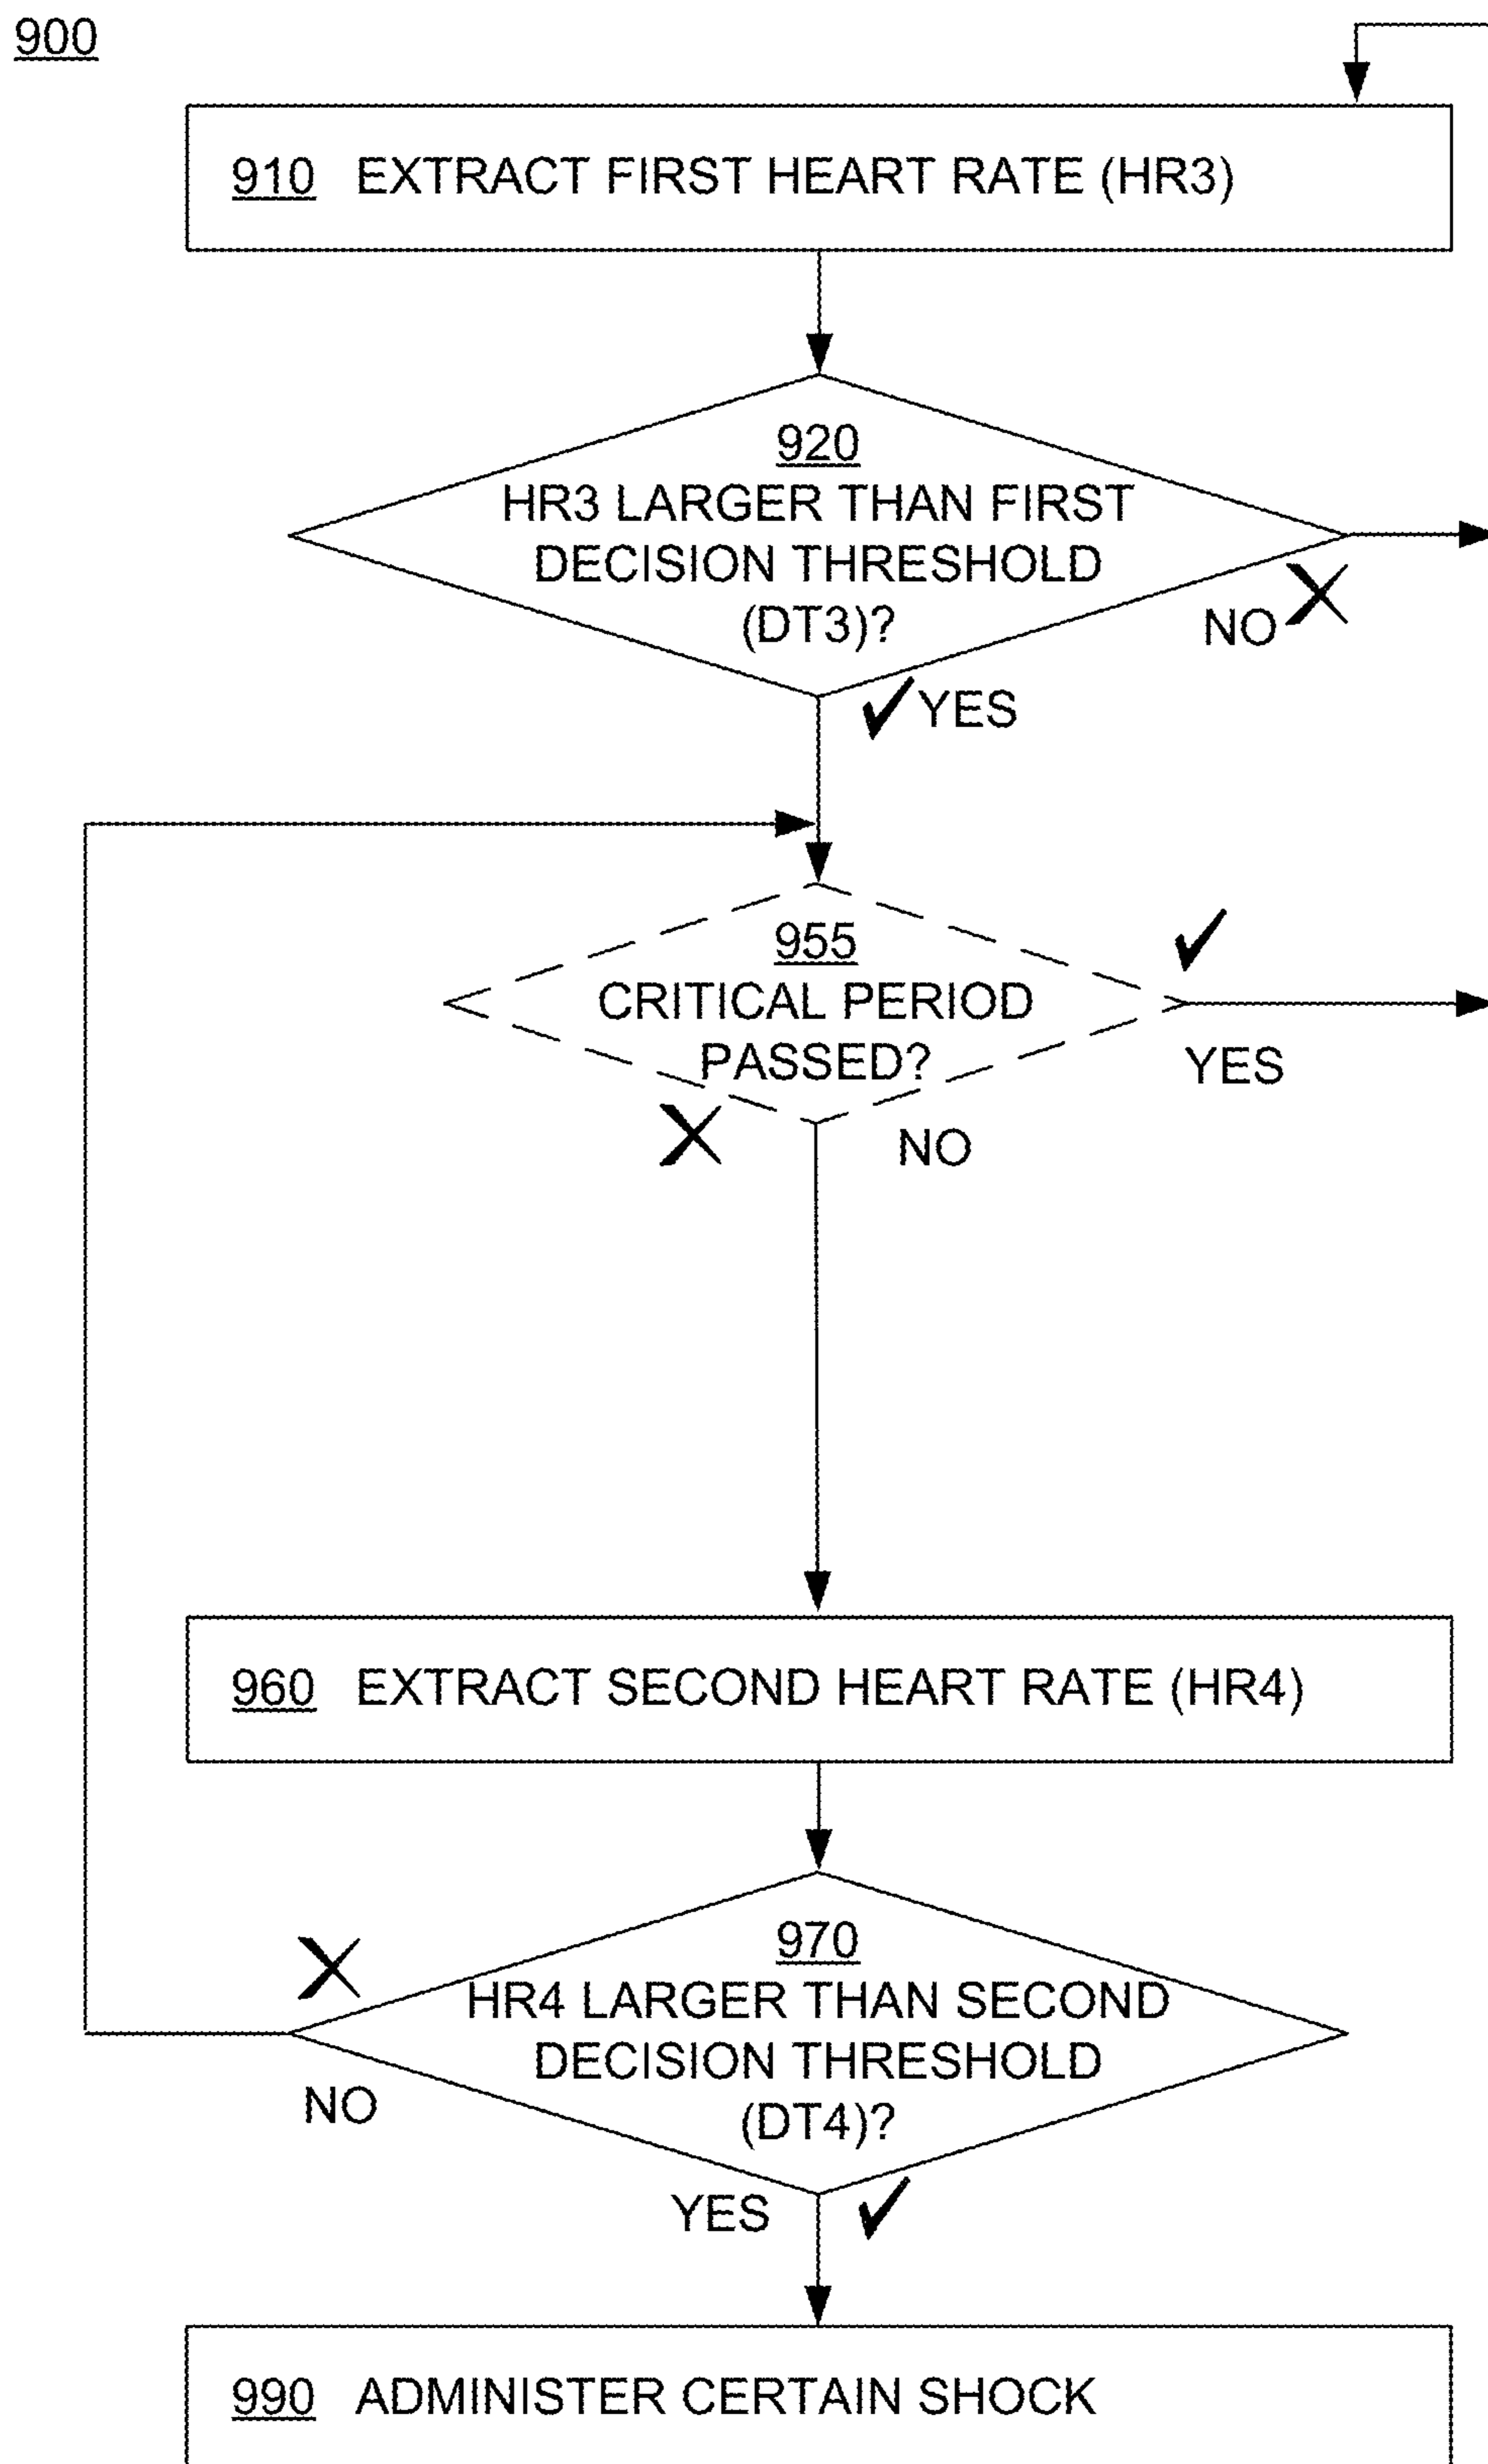 900
910 EXTRACT FIRST HEART RATE (HR3)
920
HR3 LARGER THAN FIRST
DECISION THRESHOLD
(DT3)?
NO
YES
955
CRITICAL PERIOD
PASSED?
YES
NO
960 EXTRACT SECOND HEART RATE (HR4)
970
HR4 LARGER THAN SECOND
DECISION THRESHOLD
(DT4)?
NO
YES
990 ADMINISTER CERTAIN SHOCK